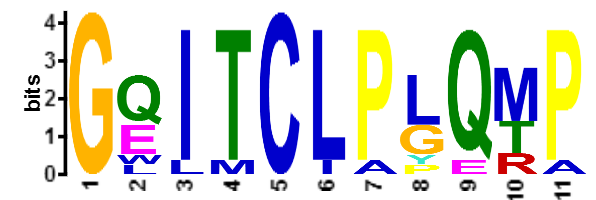 bits
4
3
2
1
0
G Q I T C L P L Q M P
E L M I A G E T A
W Y R
L P
1 2 3 4 5 6 7 8 9 10 11